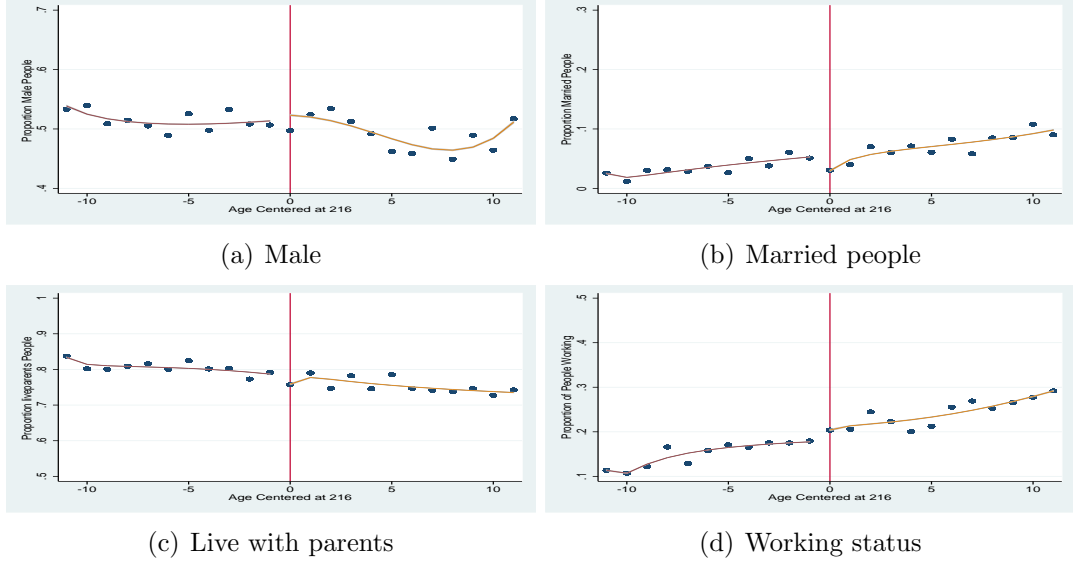 Proportion Male People
.7
.6
.5
.4
-10 -5 0 5 10
Age Centered at 216
(a) Male
Proportion Married People
.3
.2
.1
0
-10 -5 0 5 10
Age Centered at 216
(b) Married people
Proportion liveparents People
1
.9
.8
.7
.6
.5
-10 -5 0 5 10
Age Centered at 216
(c) Live with parents
Proportion of People Working
.5
.4
.3
.2
.1
-10 -5 0 5 10
Age Centered at 216
(d) Working status